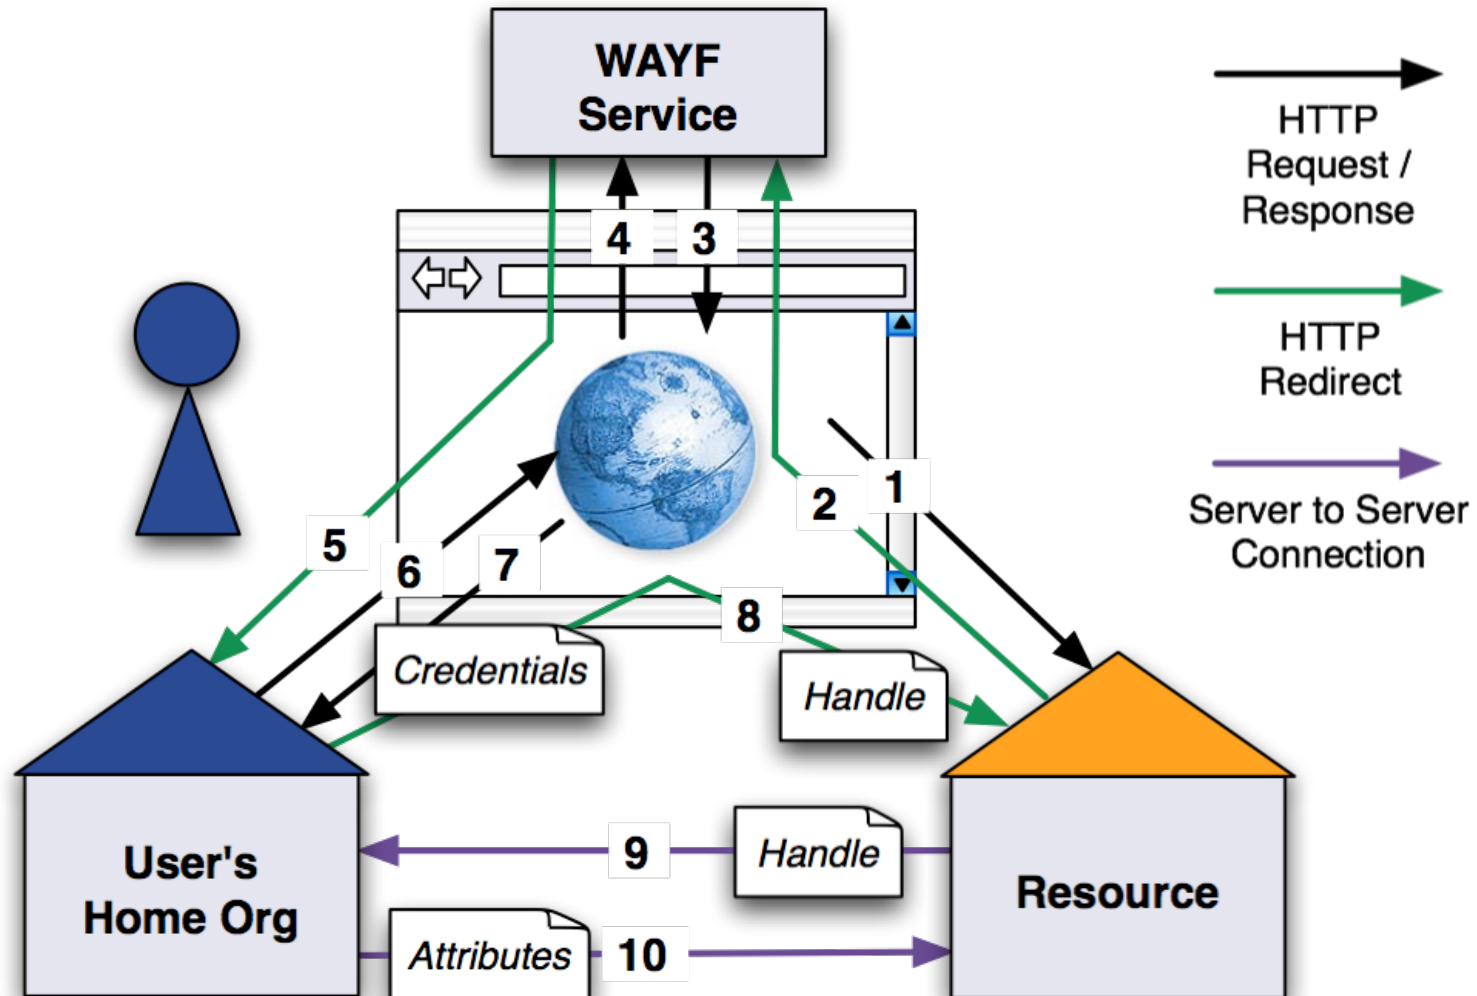 WAYF
Service
HTTP
Request /
Response
4
3
HTTP
Redirect
1
2
Server to Server
Connection
5
6
7
8
Credentials
Handle
User's
Home Org
9
Handle
Resource
Attributes
10